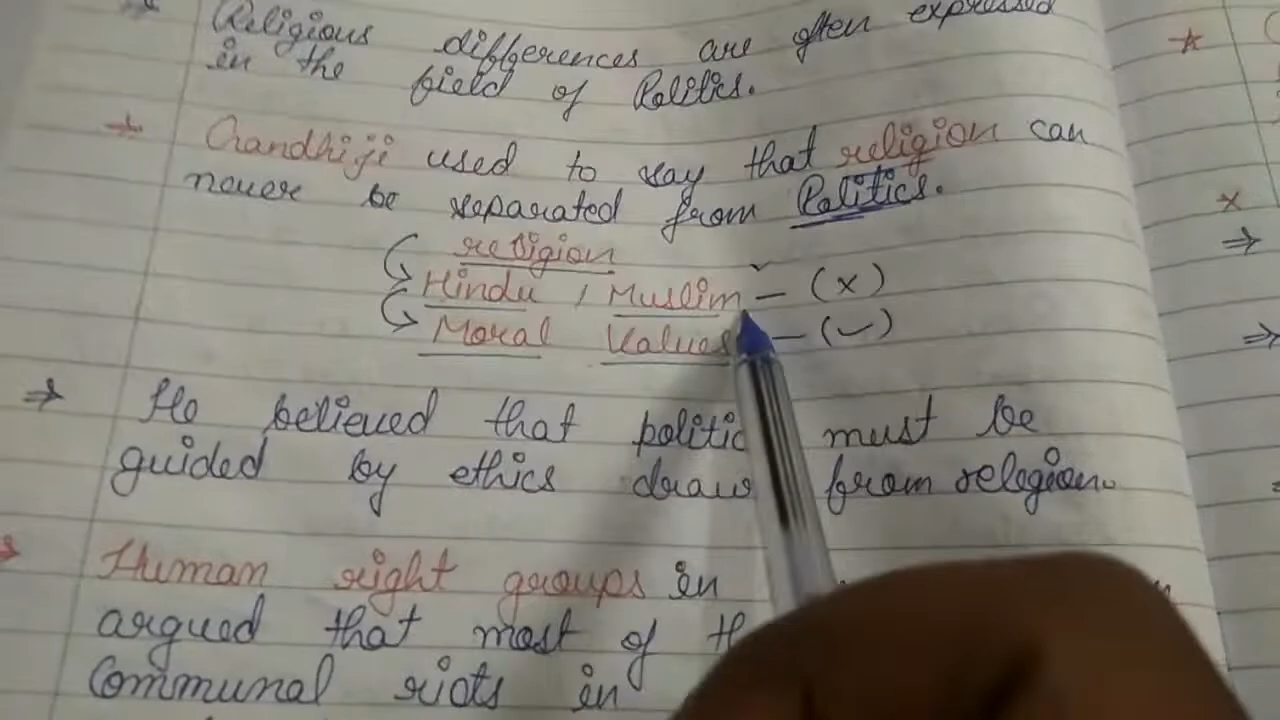 Religious differences are often expressed
in the field of Politics.
Gandhiji used to say that religion can
never be separated from Politics.
religion
Hindu / Muslim - (x)
Moral Values - (✓)
⇒ He believed that politic must be
guided by ethics draw from relegion.
Human right groups in
argued that most of
Communal riots in